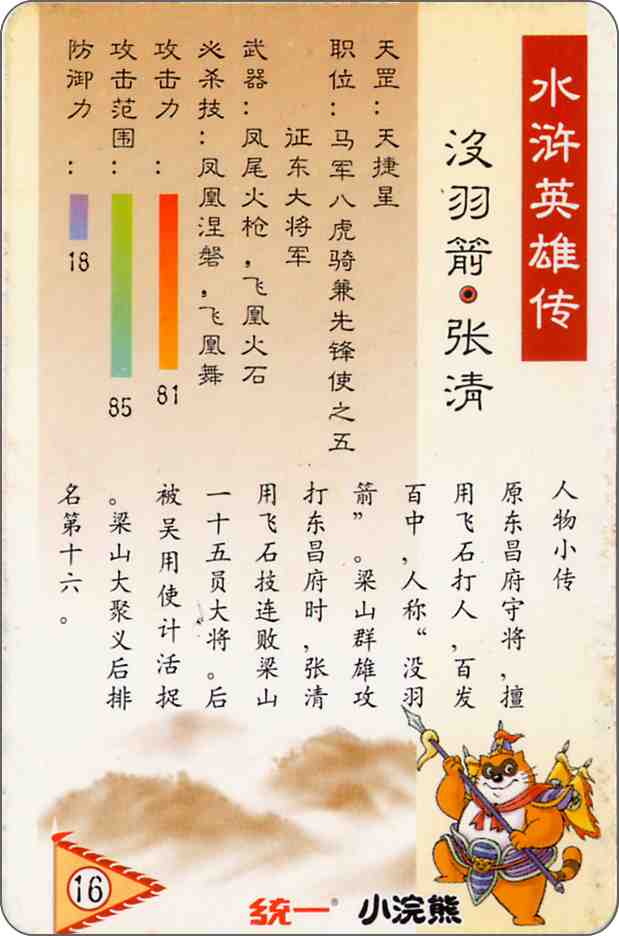 水浒英雄传
没羽箭·张清
天罡：天捷星
职位：马军八虎骑兼先锋使之五
征东大将军
武器：凤尾火枪，飞凰火石
必杀技：凤凰涅磐，飞凰舞
攻击力：81
攻击范围：85
防御力：18
人物小传
原东昌府守将，擅
用飞石打人，百发
百中，人称“没羽
箭”。梁山群雄攻
打东昌府时，张清
用飞石技连败梁山
一十五员大将。后
被吴用使计活捉
。梁山大聚义后排
名第十六。
16
统一® 小浣熊